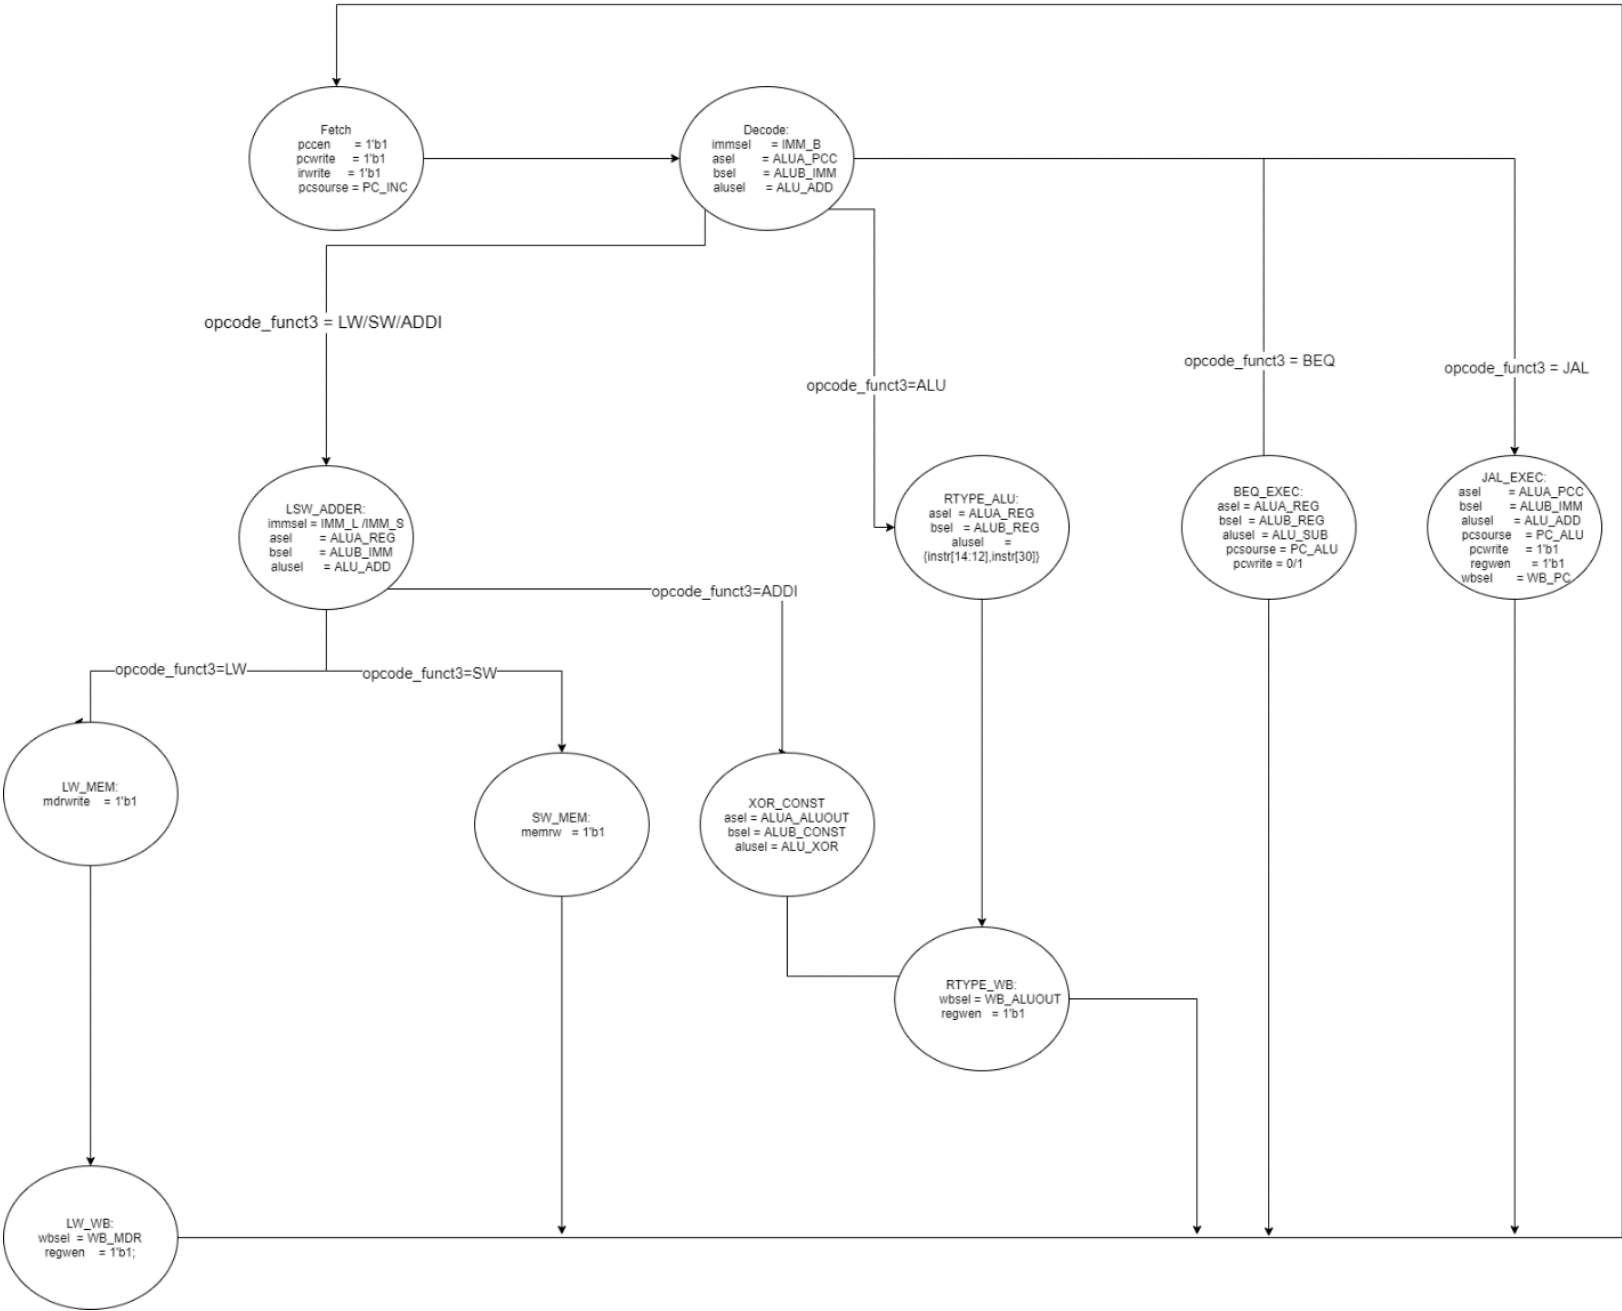 Fetch
pccen = 1'b1
pcwrite = 1'b1
irwrite = 1'b1
pcsourse = PC_INC
Decode:
immsel = IMM_B
asel = ALUA_PCC
bsel = ALUB_IMM
alusel = ALU_ADD
opcode_funct3 = LW/SW/ADDI
opcode_funct3=ALU
opcode_funct3 = BEQ
opcode_funct3 = JAL
LSW_ADDER:
immsel = IMM_L /IMM_S
asel = ALUA_REG
bsel = ALUB_IMM
alusel = ALU_ADD
RTYPE_ALU:
asel = ALUA_REG
bsel = ALUB_REG
alusel =
{instr[14:12],instr[30]}
BEQ_EXEC:
asel = ALUA_REG
bsel = ALUB_REG
alusel = ALU_SUB
pcsourse = PC_ALU
pcwrite = 0/1
JAL_EXEC:
asel = ALUA_PCC
bsel = ALUB_IMM
alusel = ALU_ADD
pcsourse = PC_ALU
pcwrite = 1'b1
regwen = 1'b1
wbsel = WB_PC
opcode_funct3=ADDI
opcode_funct3=LW
opcode_funct3=SW
LW_MEM:
mdrwrite = 1'b1
SW_MEM:
memrw = 1'b1
XOR_CONST
asel = ALUA_ALUOUT
bsel = ALUB_CONST
alusel = ALU_XOR
RTYPE_WB:
wbsel = WB_ALUOUT
regwen = 1'b1
LW_WB:
wbsel = WB_MDR
regwen = 1'b1;